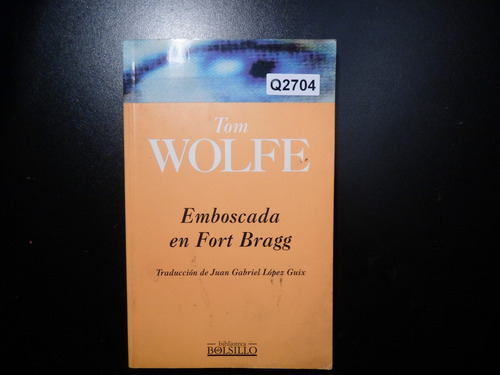 Q2704
Tom
WOLFE
Emboscada
en Fort Bragg
Traducción de Juan Gabriel López Guix
biblioteca
BOLSILLO